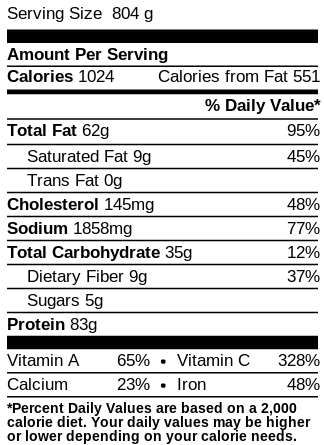 Serving Size 804 g
Amount Per Serving
Calories 1024 Calories from Fat 551
% Daily Value*
Total Fat 62g 95%
Saturated Fat 9g 45%
Trans Fat 0g
Cholesterol 145mg 48%
Sodium 1858mg 77%
Total Carbohydrate 35g 12%
Dietary Fiber 9g 37%
Sugars 5g
Protein 83g
Vitamin A 65% • Vitamin C 328%
Calcium 23% • Iron 48%
*Percent Daily Values are based on a 2,000
calorie diet. Your daily values may be higher
or lower depending on your calorie needs.